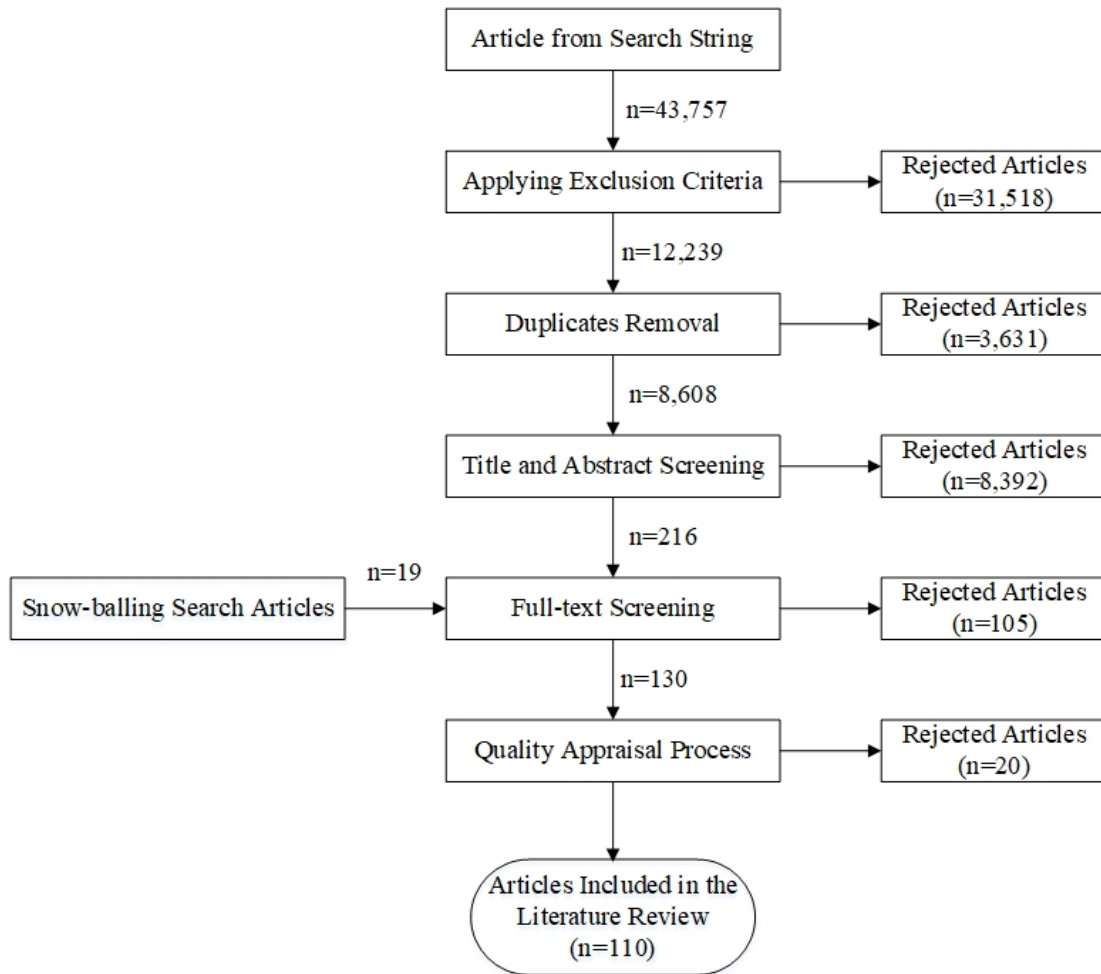 Article from Search String
n=43,757
Applying Exclusion Criteria
Rejected Articles
(n=31,518)
n=12,239
Duplicates Removal
Rejected Articles
(n=3,631)
n=8,608
Title and Abstract Screening
Rejected Articles
(n=8,392)
n=216
n=19
Snow-balling Search Articles
Full-text Screening
Rejected Articles
(n=105)
n=130
Quality Appraisal Process
Rejected Articles
(n=20)
Articles Included in the
Literature Review
(n=110)